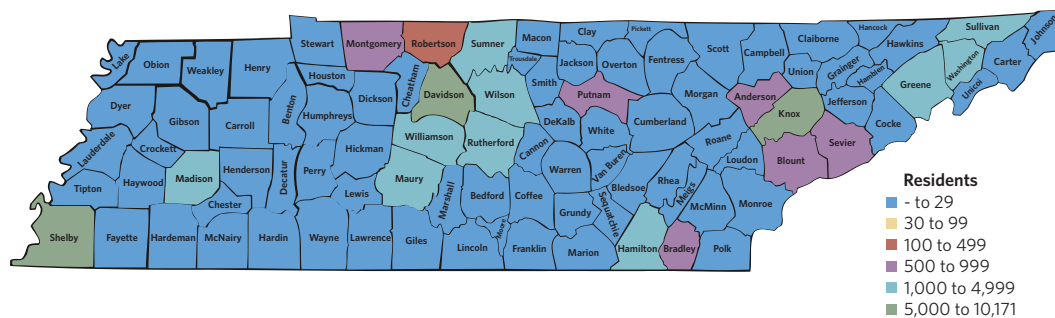 Stewart
Montgomery
Robertson
Sumner
Macon
Clay
Pickett
Scott
Campbell
Claiborne
Hancock
Hawkins
Sullivan
Johnson
Lake
Obion
Weakley
Henry
Houston
Cheatham
Davidson
Trousdale
Smith
Jackson
Overton
Fentress
Morgan
Union
Grainger
Hamblen
Greene
Washington
Unicoi
Carter
Dyer
Gibson
Carroll
Benton
Humphreys
Dickson
Wilson
Putnam
Anderson
Knox
Jefferson
Cocke
Lauderdale
Crockett
Hickman
Williamson
Rutherford
Cannon
DeKalb
White
Cumberland
Roane
Loudon
Blount
Sevier
Tipton
Haywood
Madison
Henderson
Decatur
Perry
Lewis
Maury
Marshall
Bedford
Coffee
Warren
Van Buren
Bledsoe
Rhea
Meigs
McMinn
Monroe
Shelby
Fayette
Hardeman
Chester
McNairy
Hardin
Wayne
Lawrence
Giles
Lincoln
Moore
Franklin
Grundy
Marion
Sequatchie
Hamilton
Bradley
Polk
Residents
- to 29
30 to 99
100 to 499
500 to 999
1,000 to 4,999
5,000 to 10,171